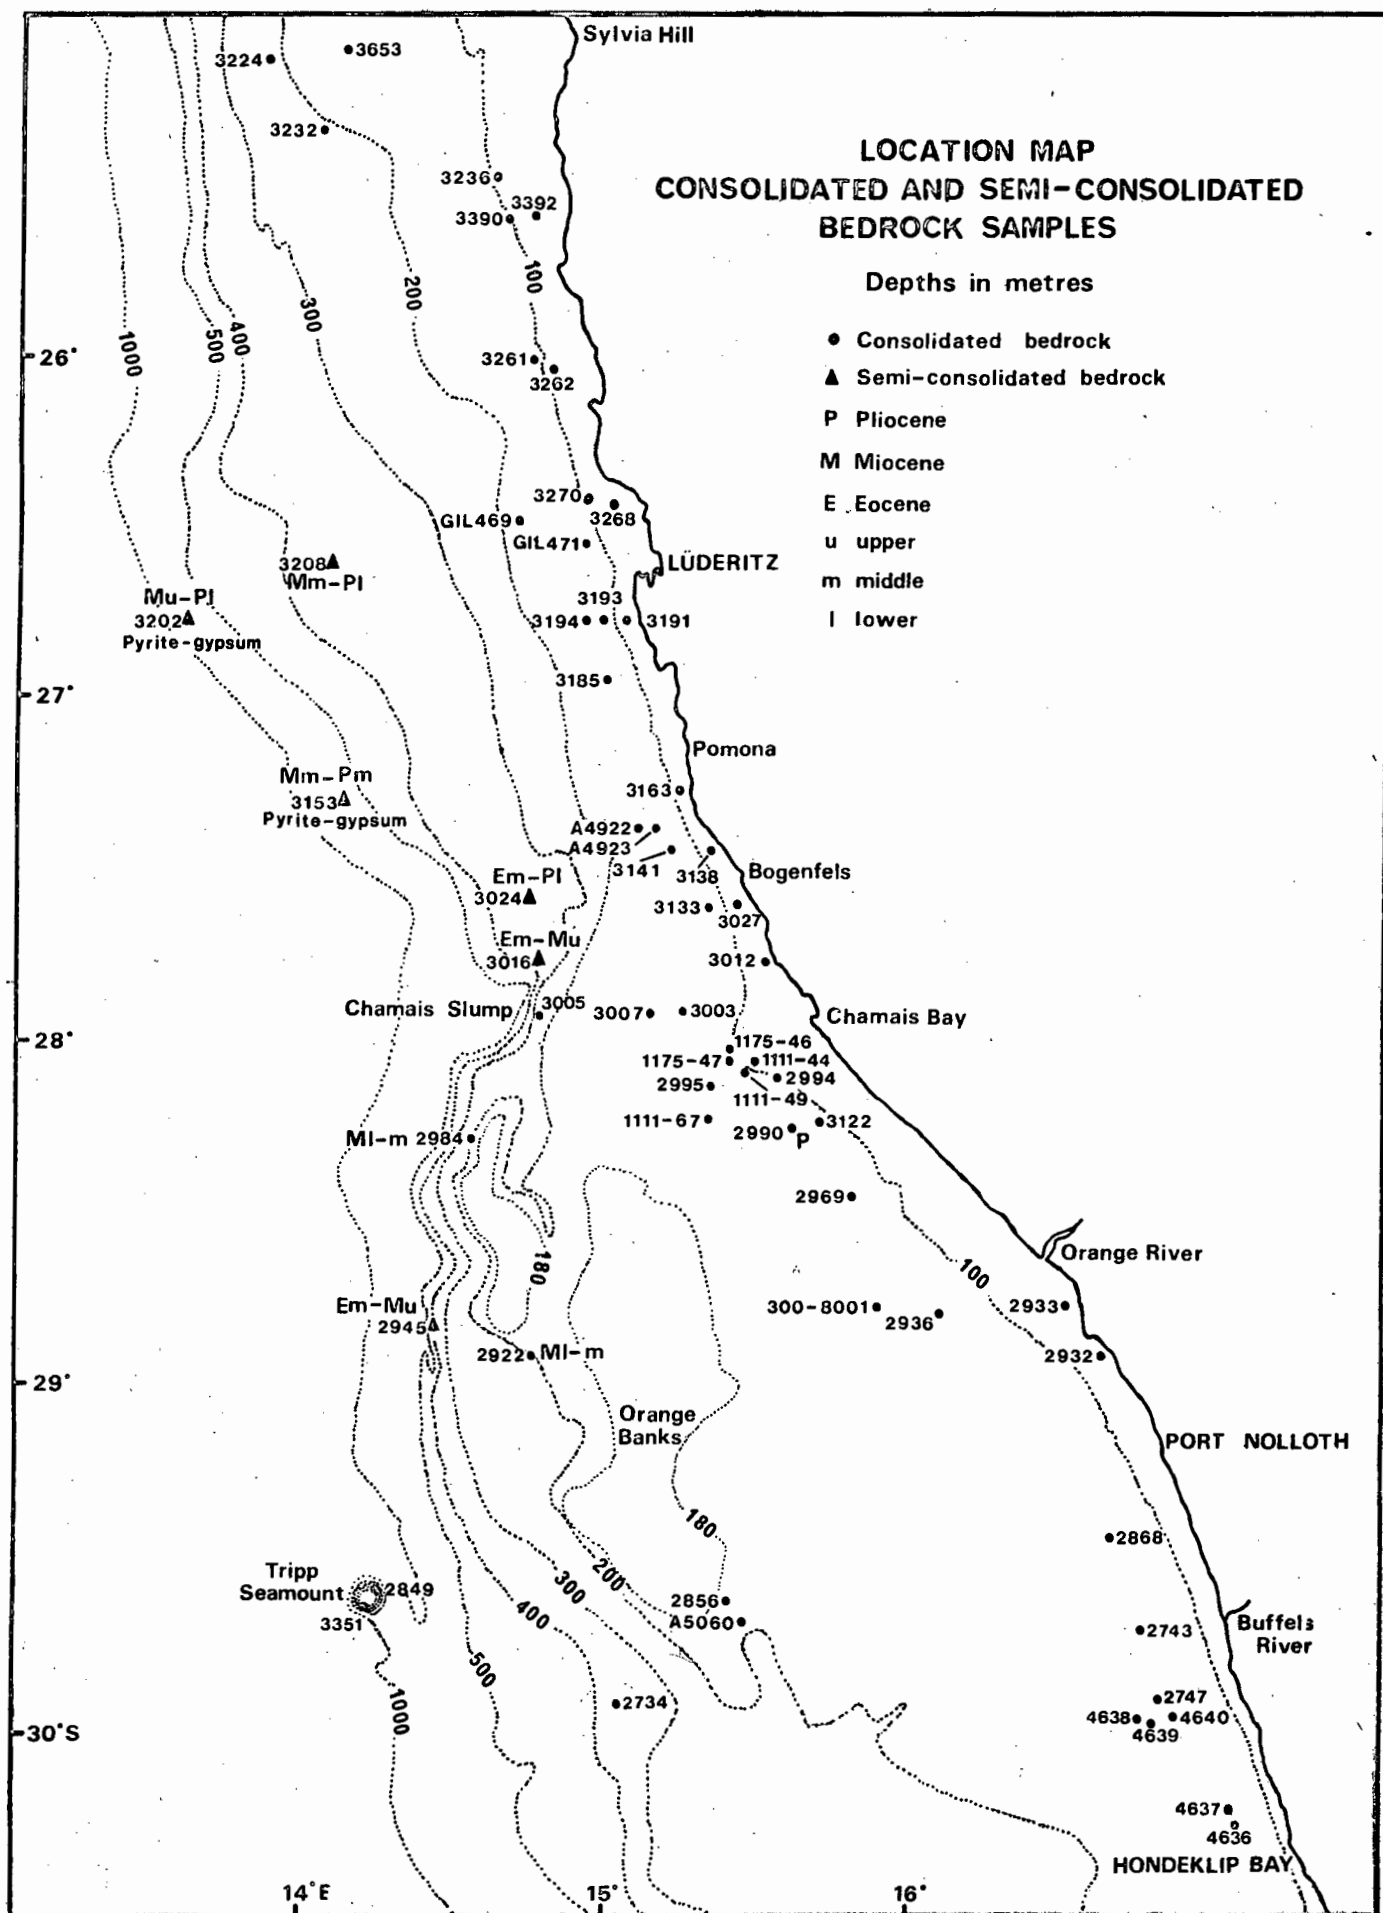 Sylvia Hill
3653
3224
3232
LOCATION MAP
CONSOLIDATED AND SEMI-CONSOLIDATED
BEDROCK SAMPLES
3236
3392
3390
Depths in metres
100
200
300
400
500
1000
Consolidated bedrock
26°
3261
3262
Semi-consolidated bedrock
P Pliocene
M Miocene
3270
3268
E Eocene
GIL469
GIL471
u upper
LÜDERITZ
3208
Mm-Pl
m middle
Mu-Pl
3202
Pyrite-gypsum
3193
3194
3191
l lower
3185
27°
Pomona
Mm-Pm
3153
Pyrite-gypsum
3163
A4922
A4923
3141
3138
Bogenfels
Em-Pl
3024
3133
3027
Em-Mu
3016
3012
Chamais Slump
3005
3007
3003
Chamais Bay
28°
1175-46
1175-47
1111-44
2995
2994
1111-49
1111-67
2990
P
3122
Ml-m 2984
2969
180
100
Orange River
Em-Mu
2945
300-8001
2936
2933
2922
Ml-m
2932
29°
Orange
Banks
PORT NOLLOTH
180
2868
Tripp
Seamount
2849
3351
200
300
400
500
1000
2856
A5060
2743
Buffels
River
2734
2747
4638
4640
4639
30°S
4637
4636
HONDEKLIP BAY
14°E
15°
16°